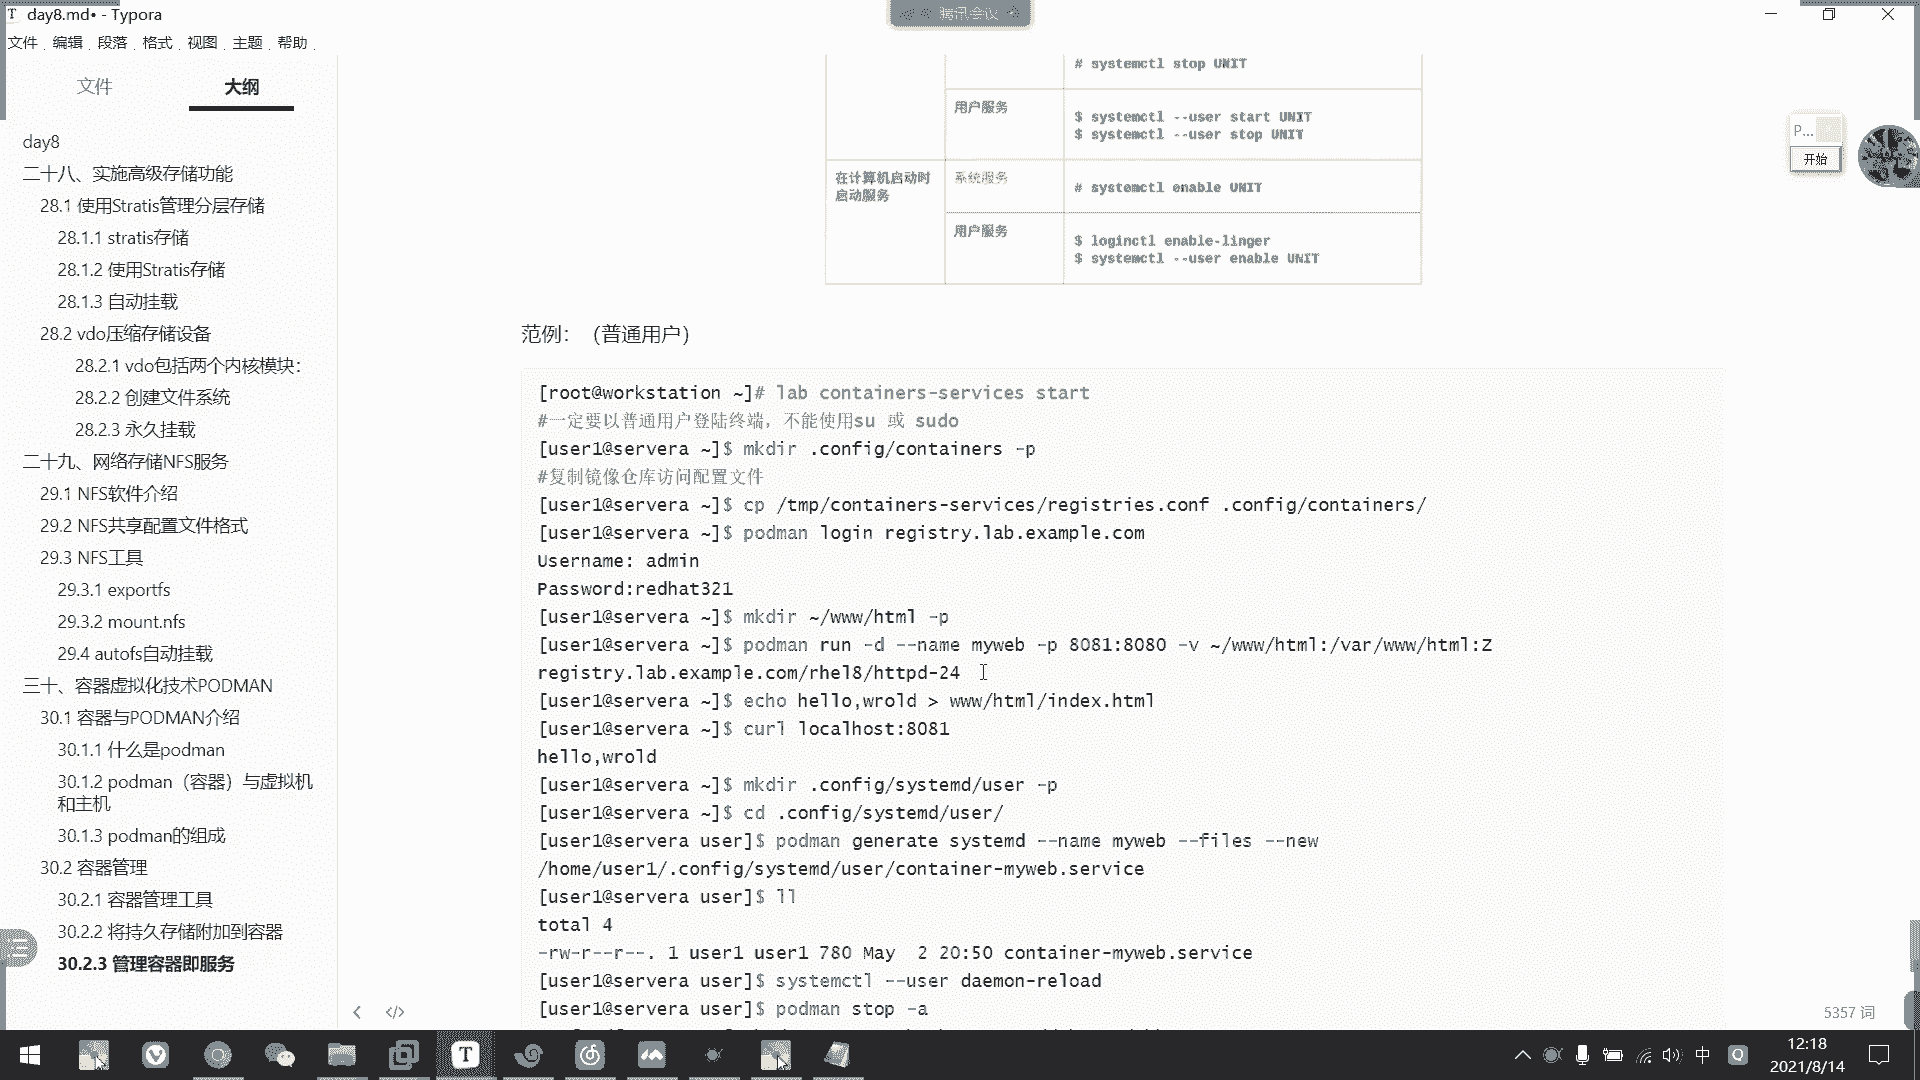 T day8.md• - Typora
腾讯会议
文件 编辑 段落 格式 视图 主题 帮助
文件 大纲
day8
二十八、实施高级存储功能
28.1 使用Stratis管理分层存储
28.1.1 stratis存储
28.1.2 使用Stratis存储
28.1.3 自动挂载
28.2 vdo压缩存储设备
28.2.1 vdo包括两个内核模块：
28.2.2 创建文件系统
28.2.3 永久挂载
二十九、网络存储NFS服务
29.1 NFS软件介绍
29.2 NFS共享配置文件格式
29.3 NFS工具
29.3.1 exportfs
29.3.2 mount.nfs
29.4 autofs自动挂载
三十、容器虚拟化技术PODMAN
30.1 容器与PODMAN介绍
30.1.1 什么是podman
30.1.2 podman（容器）与虚拟机
和主机
30.1.3 podman的组成
30.2 容器管理
30.2.1 容器管理工具
30.2.2 将持久存储附加到容器
30.2.3 管理容器即服务
# systemctl stop UNIT
用户服务
$ systemctl --user start UNIT
$ systemctl --user stop UNIT
在计算机启动时
启动服务
系统服务
# systemctl enable UNIT
用户服务
$ loginctl enable-linger
$ systemctl --user enable UNIT
范例：（普通用户）
[root@workstation ~]# lab containers-services start
#一定要以普通用户登陆终端，不能使用su 或 sudo
[user1@servera ~]$ mkdir .config/containers -p
#复制镜像仓库访问配置文件
[user1@servera ~]$ cp /tmp/containers-services/registries.conf .config/containers/
[user1@servera ~]$ podman login registry.lab.example.com
Username: admin
Password:redhat321
[user1@servera ~]$ mkdir ~/www/html -p
[user1@servera ~]$ podman run -d --name myweb -p 8081:8080 -v ~/www/html:/var/www/html:Z
registry.lab.example.com/rhel8/httpd-24
[user1@servera ~]$ echo hello,wrold > www/html/index.html
[user1@servera ~]$ curl localhost:8081
hello,wrold
[user1@servera ~]$ mkdir .config/systemd/user -p
[user1@servera ~]$ cd .config/systemd/user/
[user1@servera user]$ podman generate systemd --name myweb --files --new
/home/user1/.config/systemd/user/container-myweb.service
[user1@servera user]$ ll
total 4
-rw-r--r--. 1 user1 user1 780 May  2 20:50 container-myweb.service
[user1@servera user]$ systemctl --user daemon-reload
[user1@servera user]$ podman stop -a
P...
开始
5357 词
中
12:18
2021/8/14